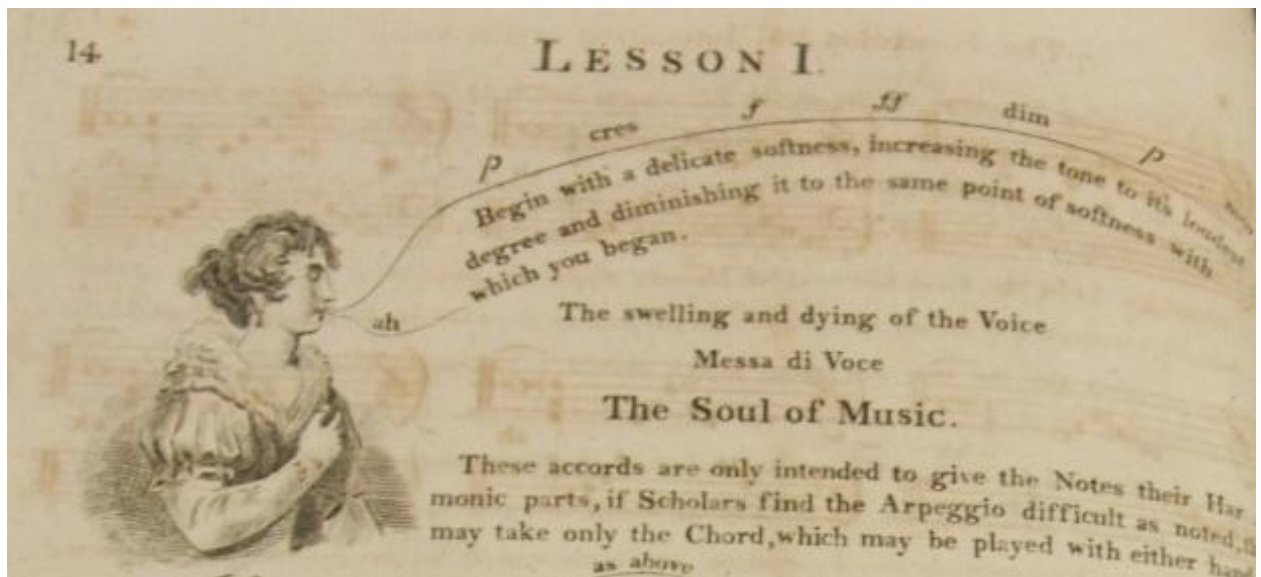 14
LESSON I.
p cres f ff dim p
Begin with a delicate softness, increasing the tone to it's loudest
degree and diminishing it to the same point of softness with
which you began.
ah
The swelling and dying of the Voice
Messa di Voce
The Soul of Music.
These accords are only intended to give the Notes their Har
monic parts, if Scholars find the Arpeggio difficult as noted,
may take only the Chord, which may be played with either hand
as above